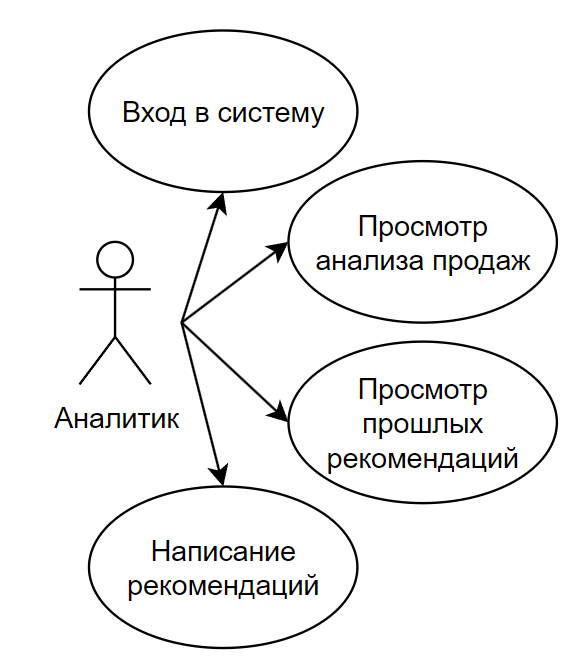 Вход в систему
Просмотр
анализа продаж
Просмотр
прошлых
рекомендаций
Аналитик
Написание
рекомендаций